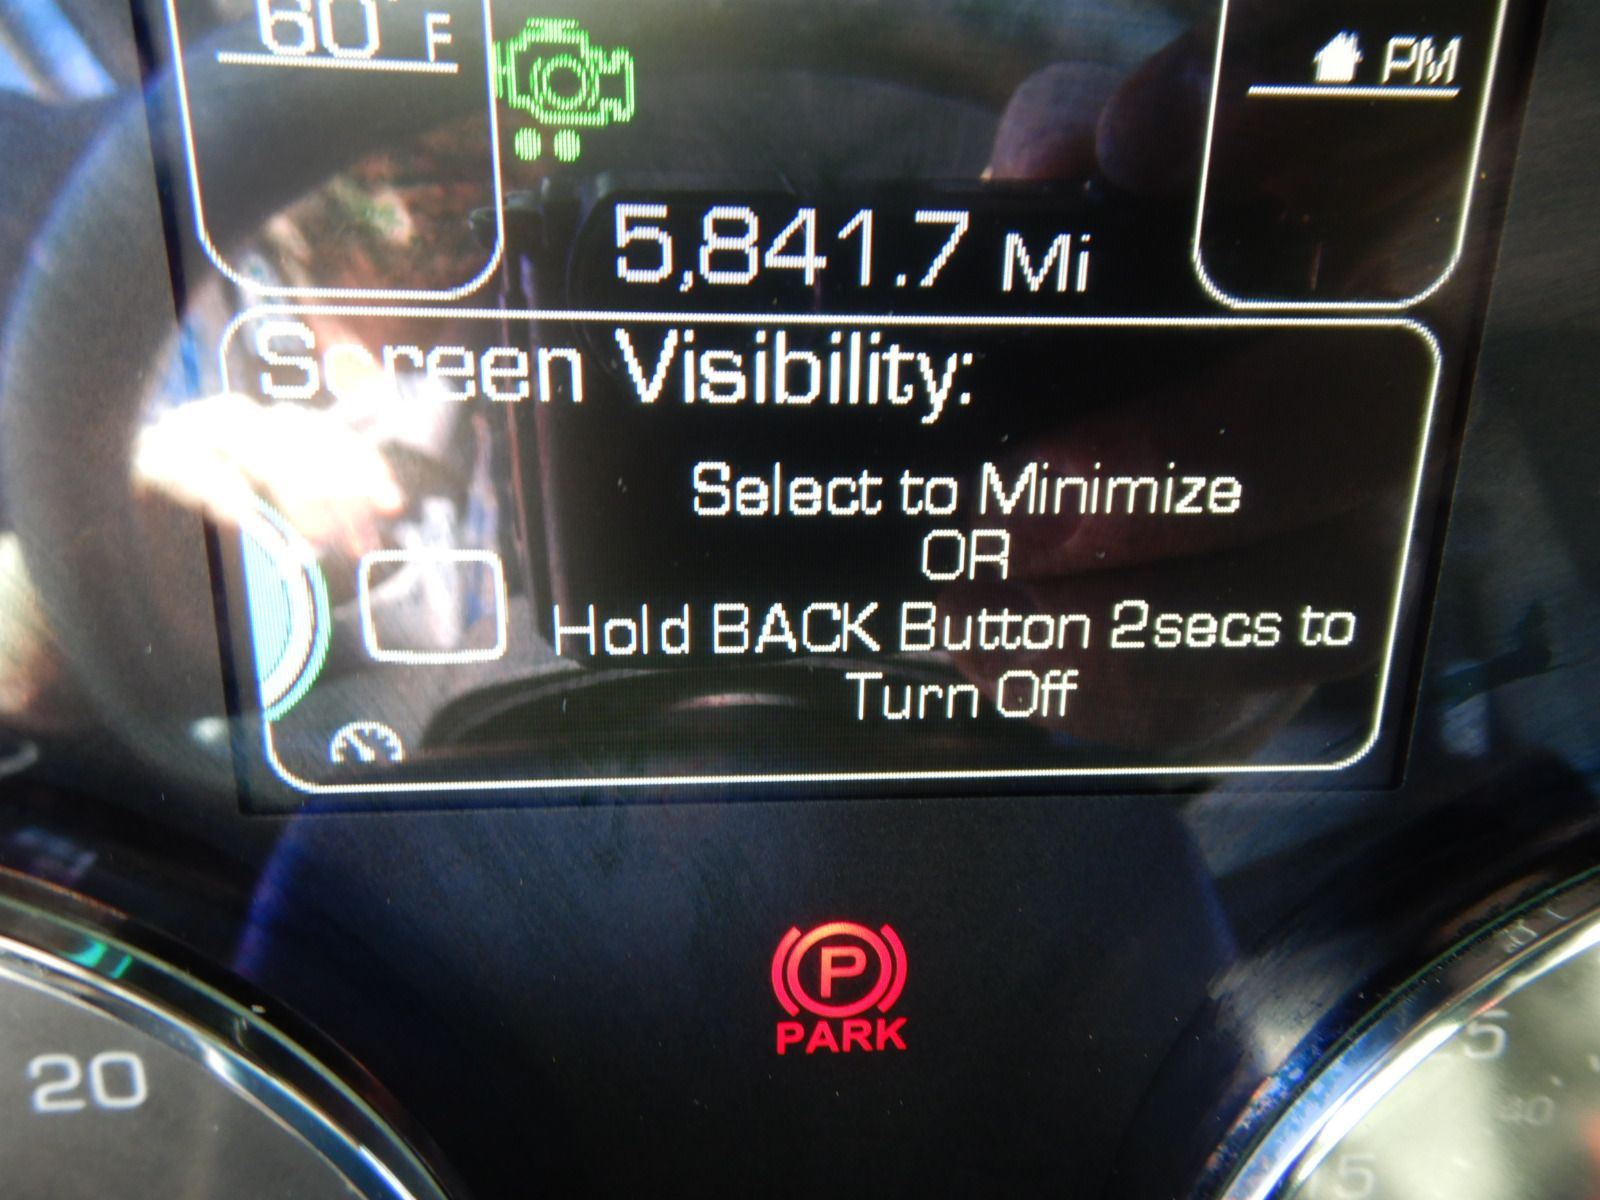 60°F
PM
5,841.7 Mi
Screen Visibility:
Select to Minimize
OR
Hold BACK Button 2secs to
Turn Off
P
PARK
20
5